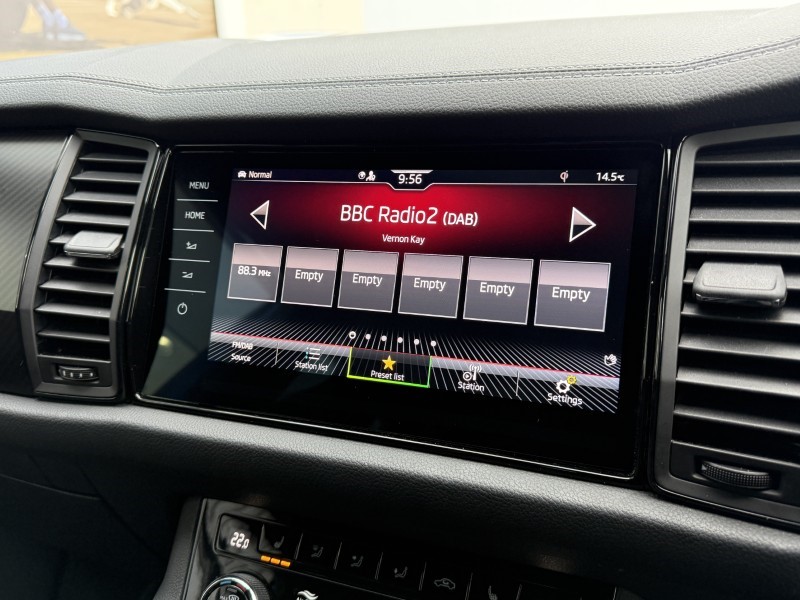 Normal
9:56
14.5°C
MENU
HOME
BBC Radio2 (DAB)
Vernon Kay
88.3 MHz
Empty
Empty
Empty
Empty
Empty
FM/DAB
Source
Station list
Preset list
Station
Settings
22.0